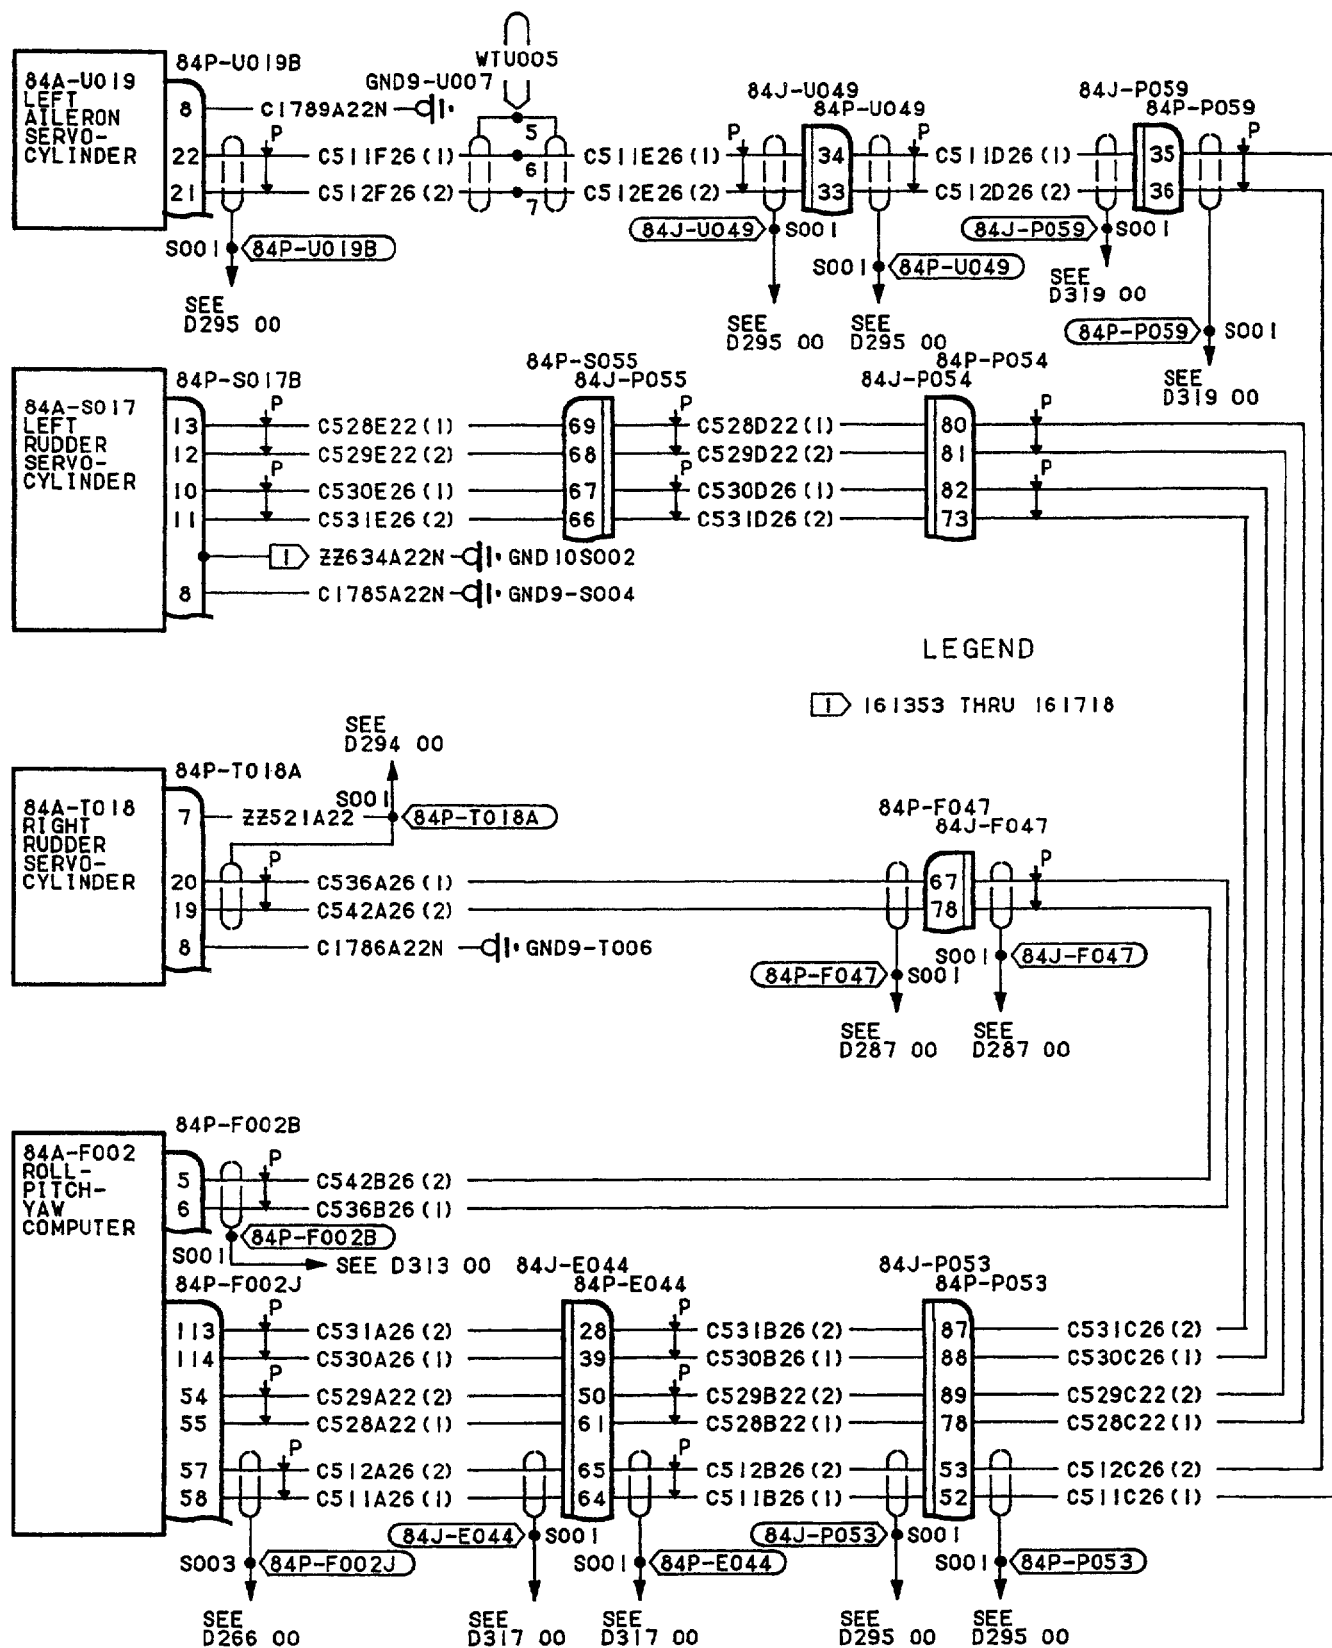 84P-U019B
84A-U019
LEFT
AILERON
SERVO-
CYLINDER
8
22
21
C1789A22N
GND9-U007
WTU005
5
6
7
P
C511F26(1)
C512F26(2)
C511E26(1)
C512E26(2)
P
84J-U049
84P-U049
34
33
P
C511D26(1)
C512D26(2)
84J-P059
84P-P059
35
36
P
S001
84P-U019B
SEE
D295 00
84J-U049
S001
SEE
D295 00
S001
84P-U049
SEE
D295 00
84J-P059
S001
SEE
D319 00
84P-P059
S001
SEE
D319 00
84P-S017B
84A-S017
LEFT
RUDDER
SERVO-
CYLINDER
13
12
10
11
8
P
P
C528E22(1)
C529E22(2)
C530E26(1)
C531E26(2)
1
ZZ634A22N
GND10S002
C1785A22N
GND9-S004
84P-S055
84J-P055
69
68
67
66
P
P
C528D22(1)
C529D22(2)
C530D26(1)
C531D26(2)
84P-P054
84J-P054
80
81
82
73
P
P
LEGEND
1
161353 THRU 161718
SEE
D294 00
84P-T018A
84A-T018
RIGHT
RUDDER
SERVO-
CYLINDER
7
20
19
8
ZZ521A22
S001
84P-T018A
P
C536A26(1)
C542A26(2)
C1786A22N
GND9-T006
84P-F047
84J-F047
67
78
P
84P-F047
S001
S001
84J-F047
SEE
D287 00
SEE
D287 00
84P-F002B
84A-F002
ROLL-
PITCH-
YAW
COMPUTER
5
6
P
C542B26(2)
C536B26(1)
84P-F002B
S001
SEE D313 00
84P-F002J
113
114
54
55
57
58
P
P
P
C531A26(2)
C530A26(1)
C529A22(2)
C528A22(1)
C512A26(2)
C511A26(1)
84J-E044
84P-E044
28
39
50
61
65
64
P
P
P
C531B26(2)
C530B26(1)
C529B22(2)
C528B22(1)
C512B26(2)
C511B26(1)
84J-P053
84P-P053
87
88
89
78
53
52
C531C26(2)
C530C26(1)
C529C22(2)
C528C22(1)
C512C26(2)
C511C26(1)
S003
84P-F002J
SEE
D266 00
84J-E044
S001
SEE
D317 00
S001
84P-E044
SEE
D317 00
84J-P053
S001
SEE
D295 00
S001
84P-P053
SEE
D295 00